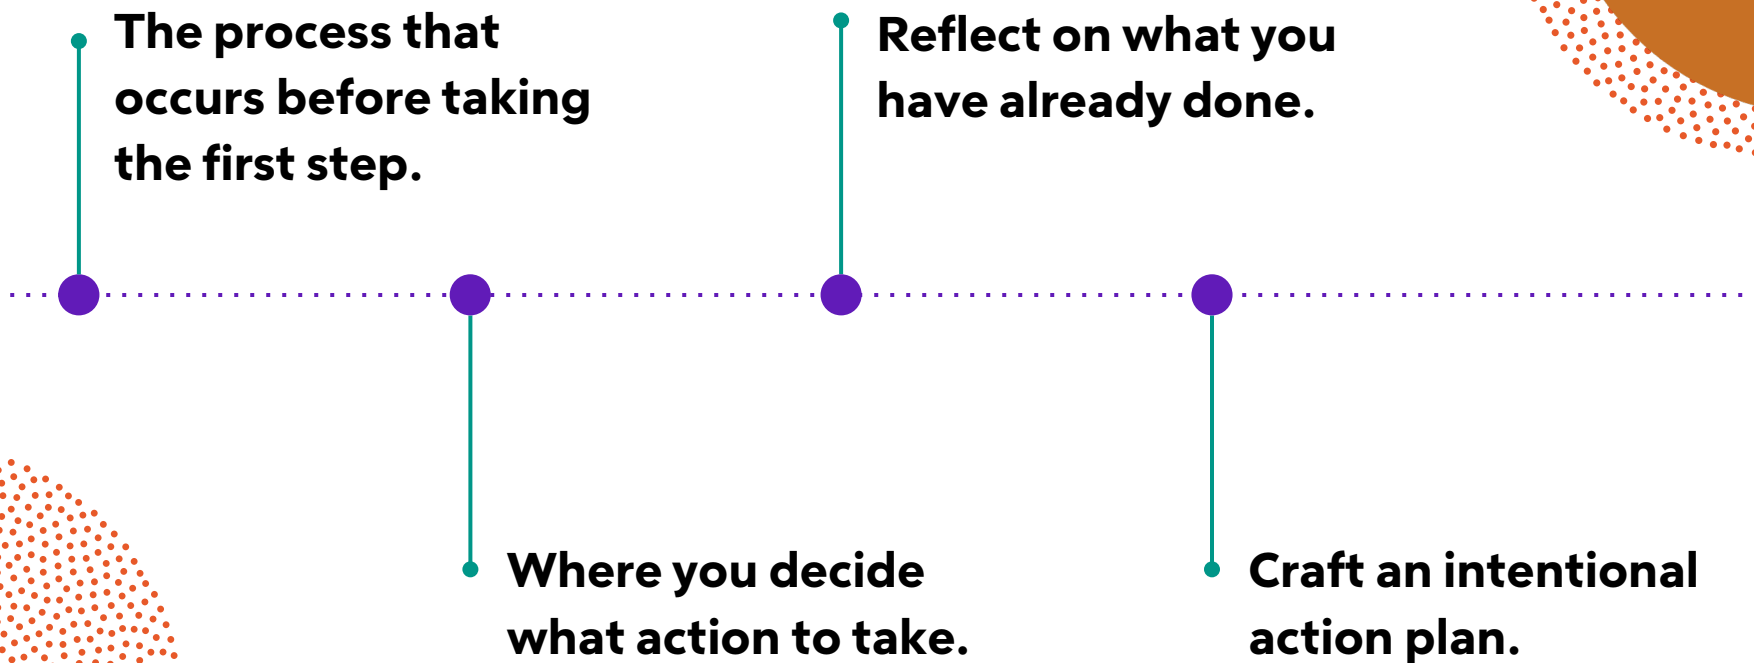 The process that
occurs before taking
the first step.
Where you decide
what action to take.
Reflect on what you
have already done.
Craft an intentional
action plan.